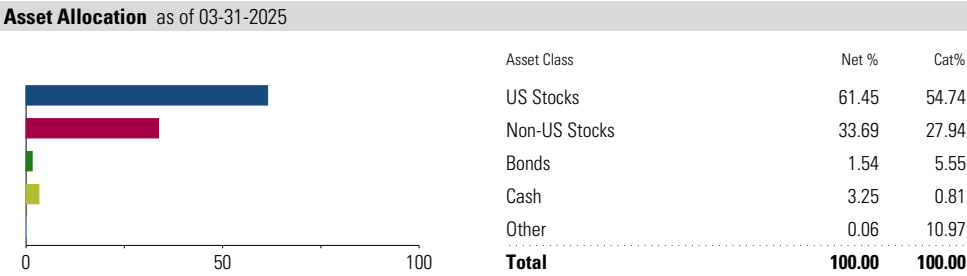 Asset Allocation as of 03-31-2025
Asset Class Net % Cat%
US Stocks 61.45 54.74
Non-US Stocks 33.69 27.94
Bonds 1.54 5.55
Cash 3.25 0.81
Other 0.06 10.97
0 50 100
Total 100.00 100.00